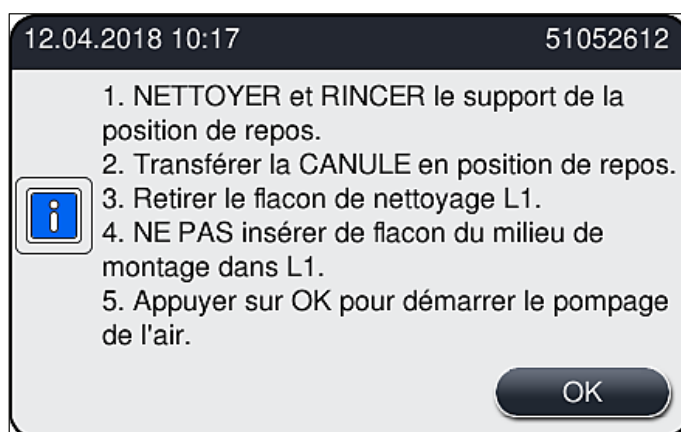 12.04.2018 10:17 51052612
1. NETTOYER et RINCER le support de la
position de repos.
2. Transférer la CANULE en position de repos.
3. Retirer le flacon de nettoyage L1.
4. NE PAS insérer de flacon du milieu de
montage dans L1.
5. Appuyer sur OK pour démarrer le pompage
de l'air.
OK